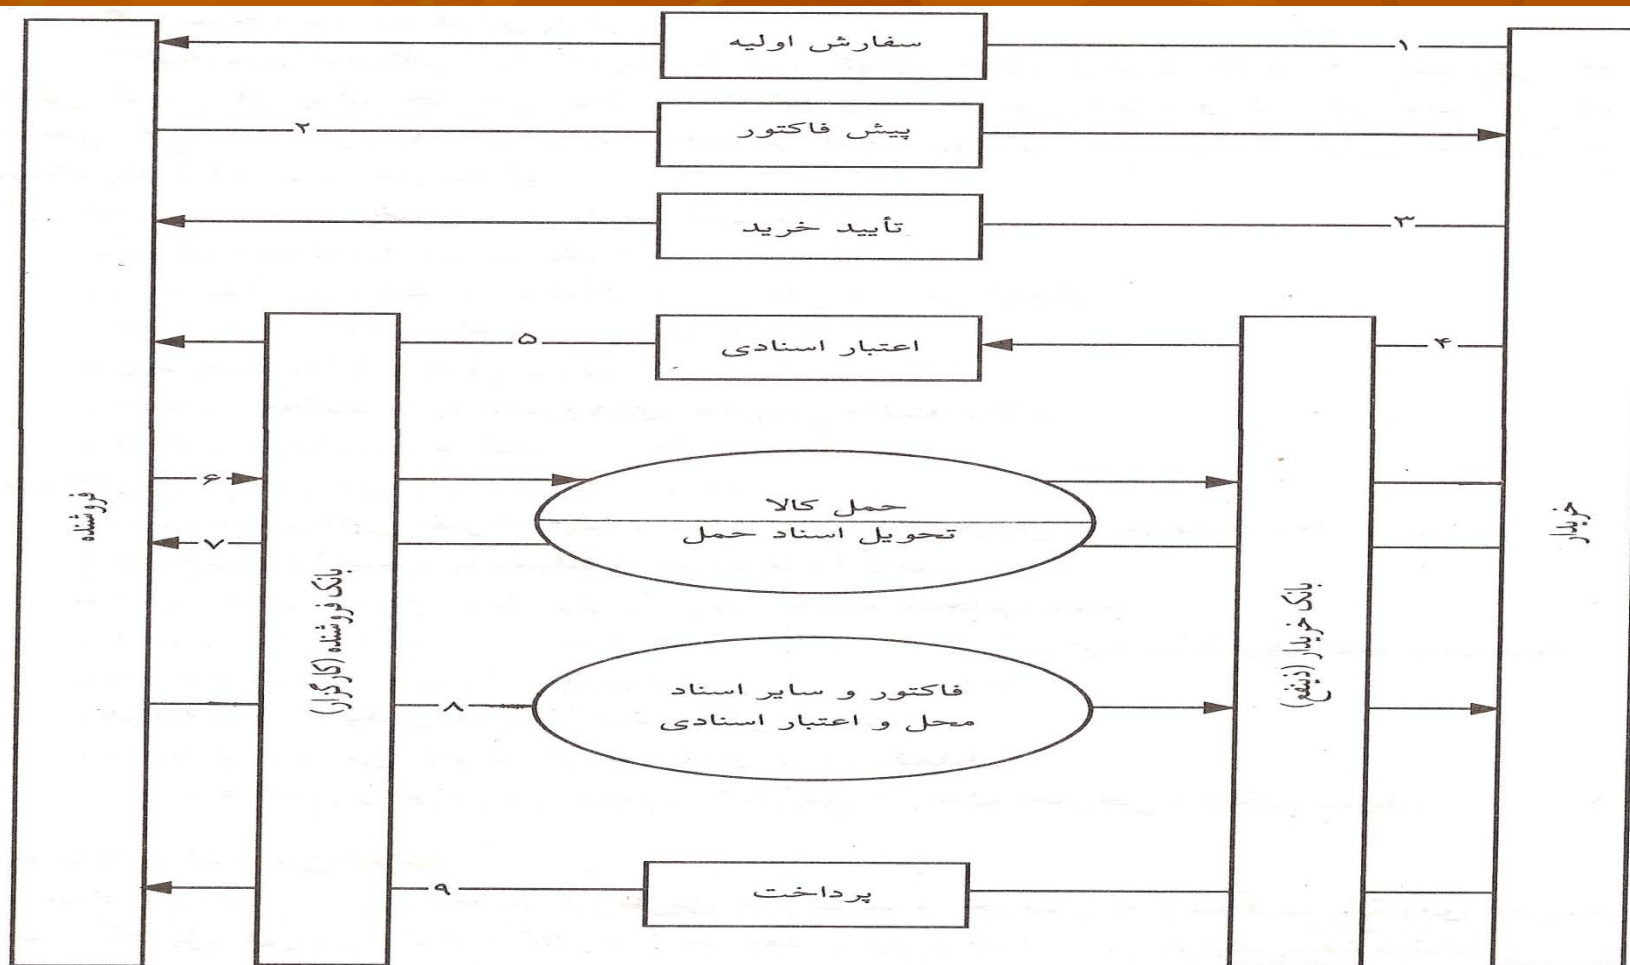 سفارش اولیه
۱
۲
پیش فاکتور
۳
تأیید خرید
۴
اعتبار اسنادی
۵
۶
حمل کالا
تحویل اسناد حمل
۷
فاکتور و سایر اسناد
محل و اعتبار اسنادی
۸
پرداخت
۹
خریدار
بانک خریدار (ذینفع)
بانک فروشنده (کارگزار)
فروشنده